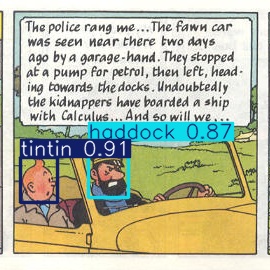 The police rang me... The fawn car
was seen near there two days
ago by a garage-hand. They stopped
at a pump for petrol, then left, head-
ing towards the docks. Undoubtedly
the kidnappers have boarded a ship
with Calculus... And so will we...
haddock 0.87
tintin 0.91